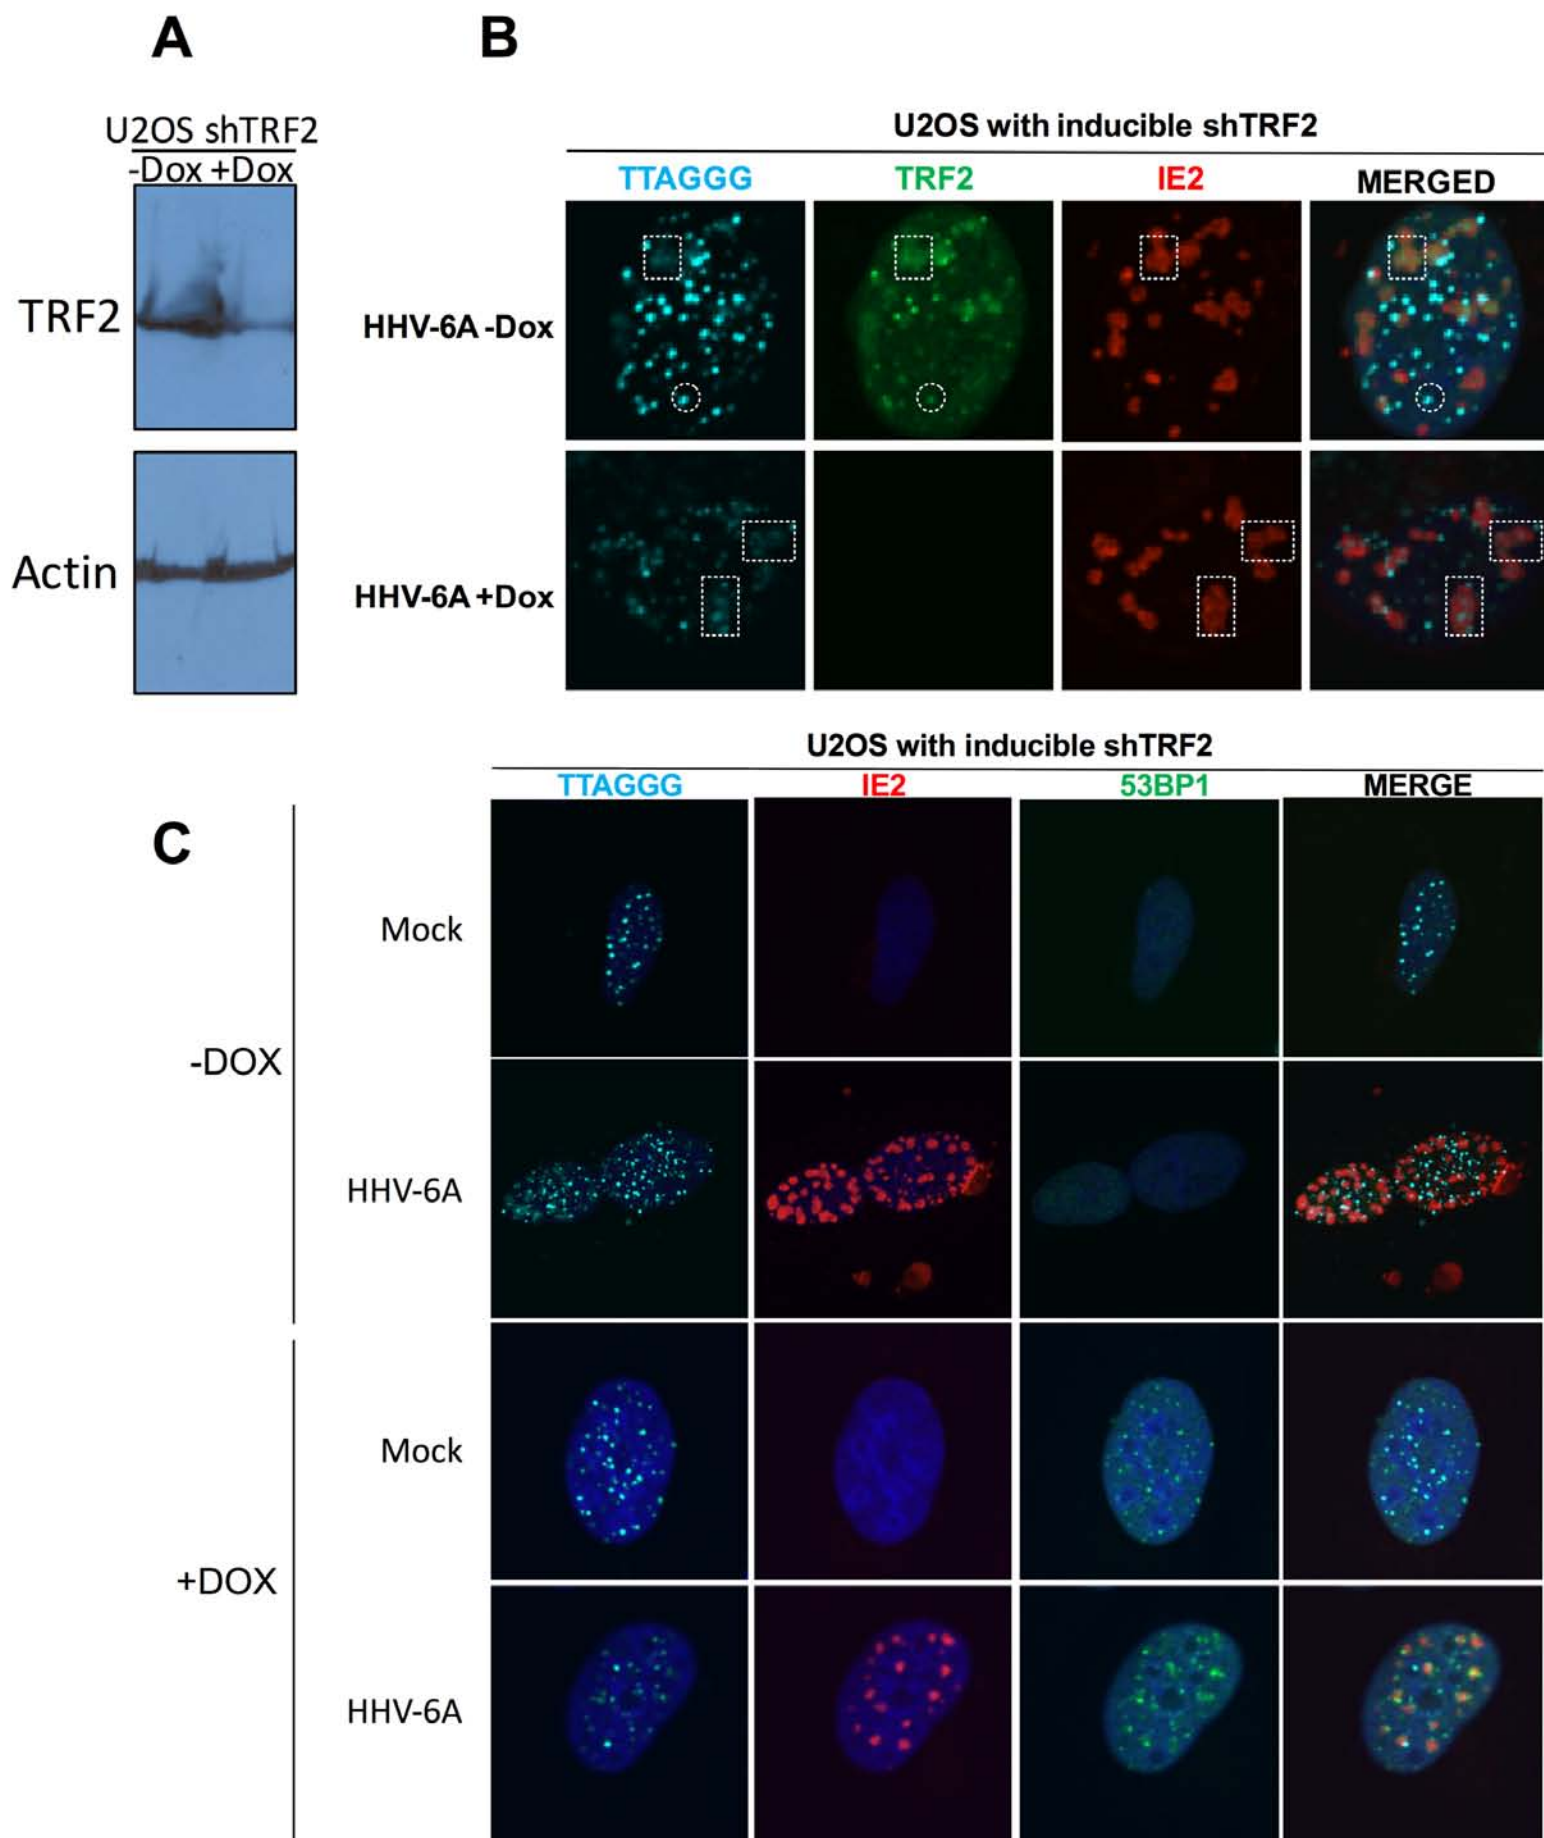 A
B
U2OS shTRF2
-Dox +Dox
TRF2
Actin
U2OS with inducible shTRF2
TTAGGG TRF2 IE2 MERGED
HHV-6A -Dox
HHV-6A +Dox
U2OS with inducible shTRF2
TTAGGG IE2 53BP1 MERGE
C
Mock
-DOX
HHV-6A
Mock
+DOX
HHV-6A